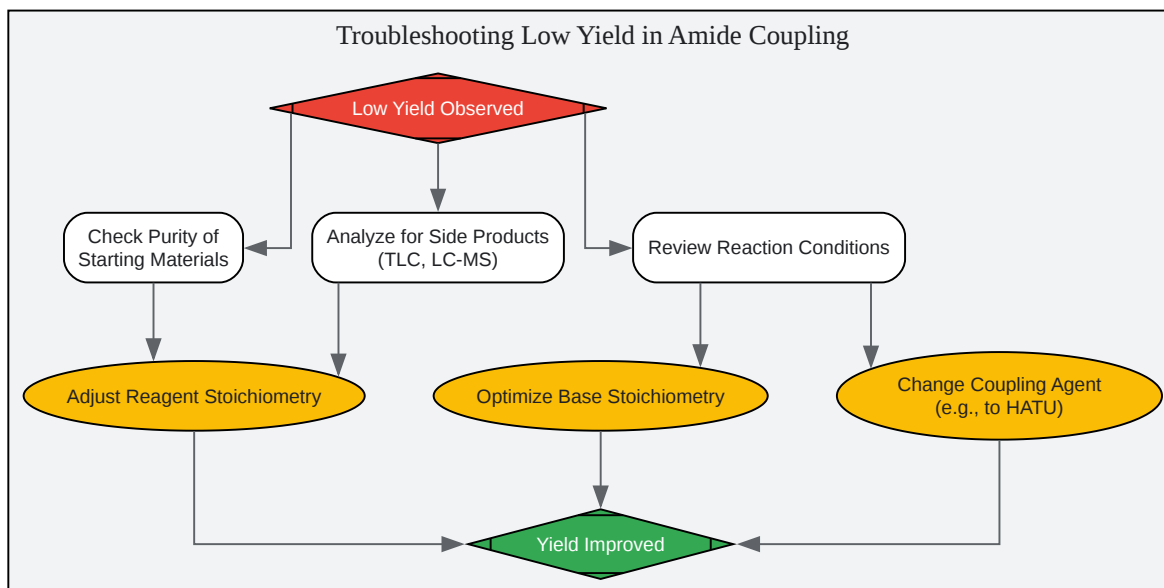 Troubleshooting Low Yield in Amide Coupling
Low Yield Observed
Check Purity of
Starting Materials
Analyze for Side Products
(TLC, LC-MS)
Review Reaction Conditions
Adjust Reagent Stoichiometry
Optimize Base Stoichiometry
Change Coupling Agent
(e.g., to HATU)
Yield Improved